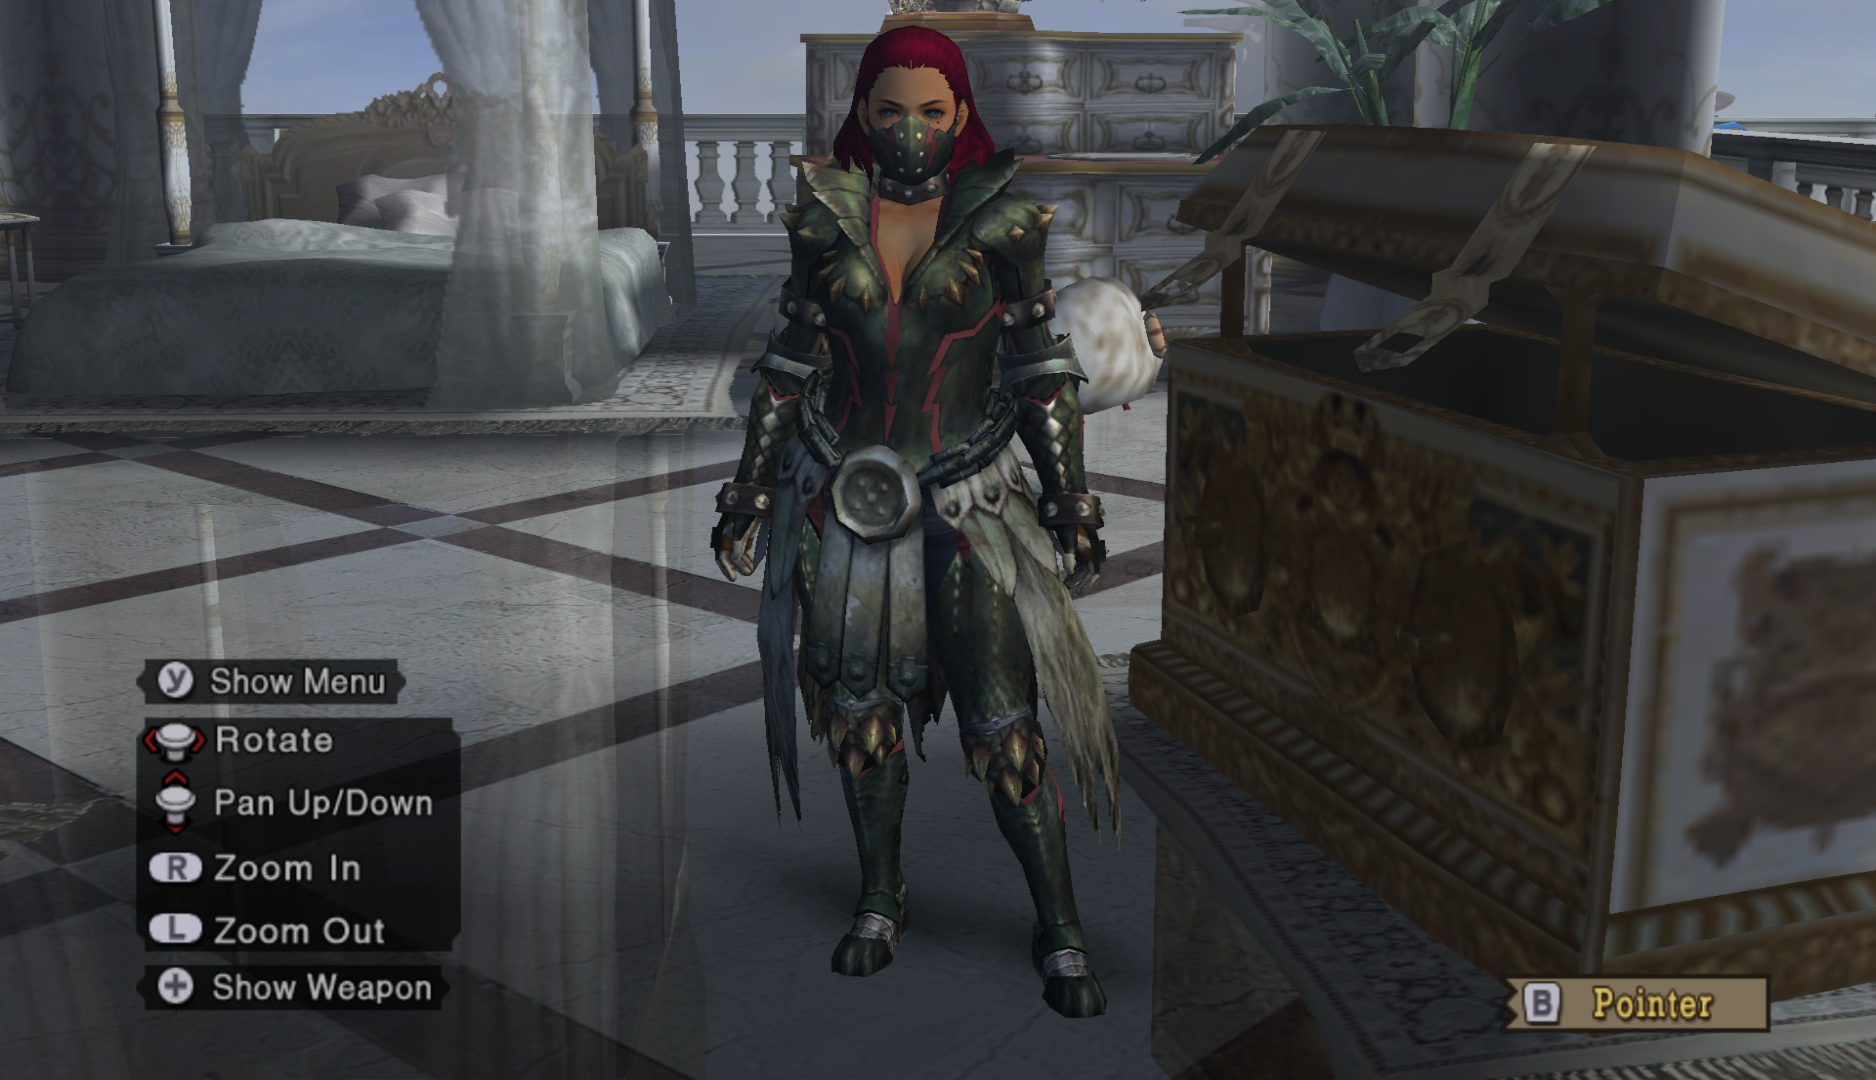 y Show Menu
Rotate
Pan Up/Down
R Zoom In
L Zoom Out
+ Show Weapon
B Pointer